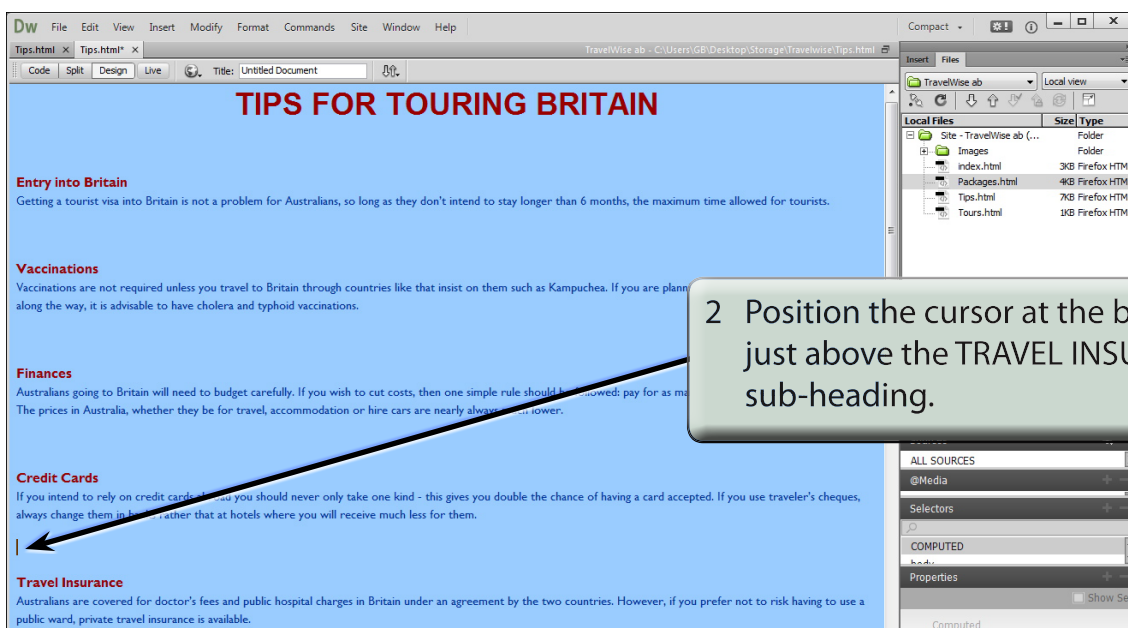 Dw File Edit View Insert Modify Format Commands Site Window Help Compact
Tips.html × Tips.html* × TravelWise ab - C:\Users\GB\Desktop\Storage\Travelwise\Tips.html
Code Split Design Live Title: Untitled Document
Insert Files
TravelWise ab Local view
Local Files Size Type
Site - TravelWise ab (... Folder
Images Folder
index.html 3KB Firefox HTM
Packages.html 4KB Firefox HTM
Tips.html 7KB Firefox HTM
Tours.html 1KB Firefox HTM
TIPS FOR TOURING BRITAIN
Entry into Britain
Getting a tourist visa into Britain is not a problem for Australians, so long as they don't intend to stay longer than 6 months, the maximum time allowed for tourists.
Vaccinations
Vaccinations are not required unless you travel to Britain through countries like that insist on them such as Kampuchea. If you are plann
along the way, it is advisable to have cholera and typhoid vaccinations.
2 Position the cursor at the b
just above the TRAVEL INSU
sub-heading.
Finances
Australians going to Britain will need to budget carefully. If you wish to cut costs, then one simple rule should be followed: pay for as ma
The prices in Australia, whether they be for travel, accommodation or hire cars are nearly always lower.
Credit Cards
If you intend to rely on credit cards you should never only take one kind - this gives you double the chance of having a card accepted. If you use traveler's cheques,
always change them in rather that at hotels where you will receive much less for them.
Travel Insurance
Australians are covered for doctor's fees and public hospital charges in Britain under an agreement by the two countries. However, if you prefer not to risk having to use a
public ward, private travel insurance is available.
Sources
ALL SOURCES
@Media
Selectors
COMPUTED
body
Properties
Show Se
Computed